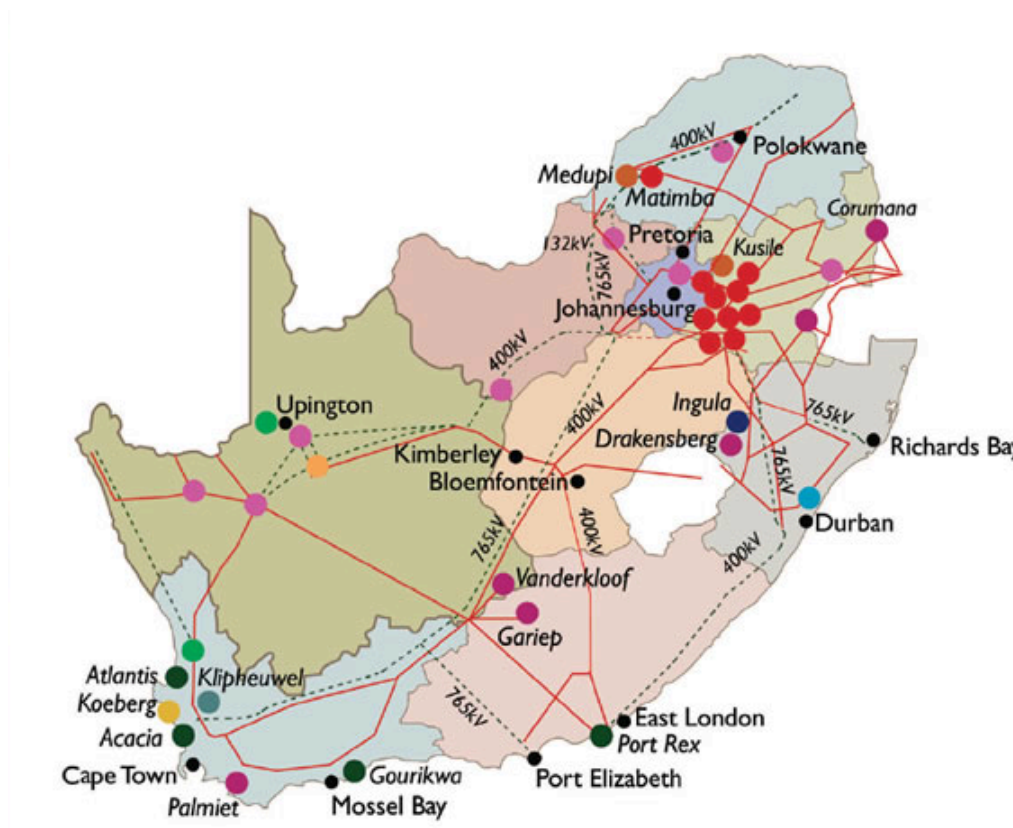 400kV
Polokwane
Medupi
Matimba
Corumana
132kV
Pretoria
Kusile
765kV
Johannesburg
400kV
400kV
Upington
Ingula
765kV
Drakensberg
Richards Bay
Kimberley
Bloemfontein
765kV
Durban
765kV
400kV
400kV
Vanderkloof
Gariep
Atlantis
Klipheuwel
Koeberg
765kV
East London
Acacia
Port Rex
Cape Town
Gourikwa
Port Elizabeth
Palmiet
Mossel Bay